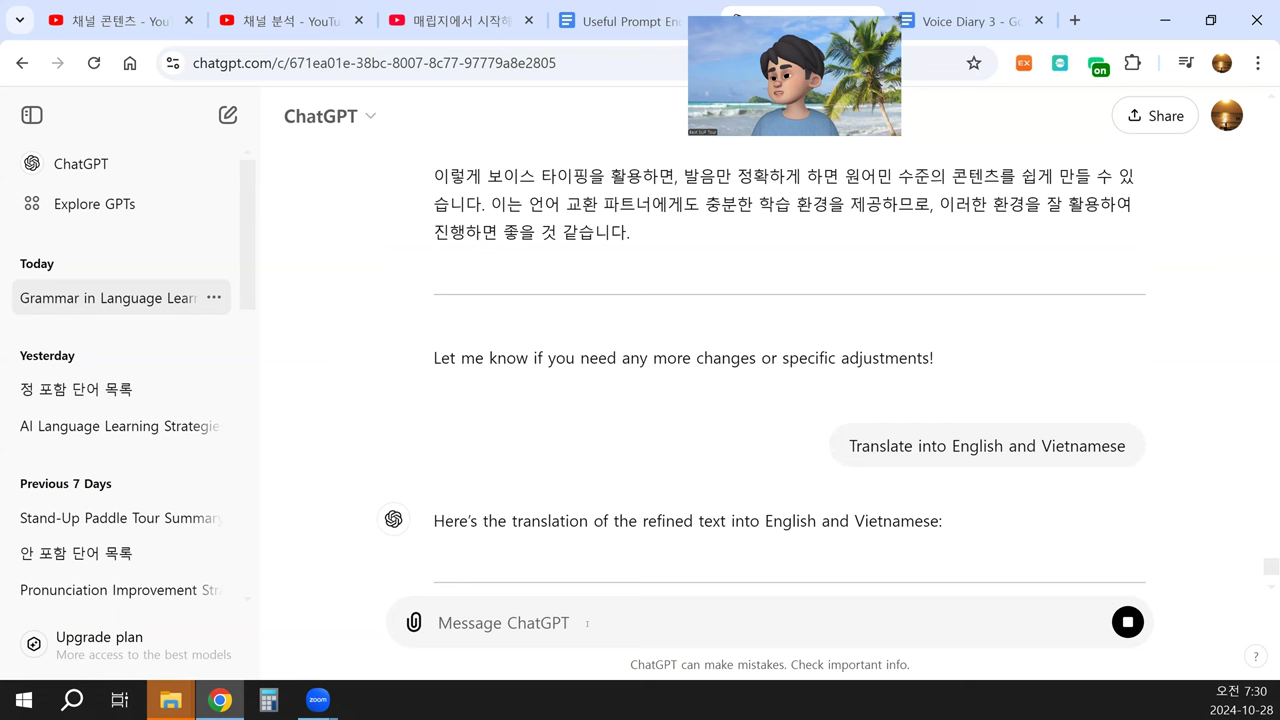 채널 콘텐츠 - You
채널 분석 - YouTu
매립지에서 시작해
Useful Prompt En
Voice Diary 3 - Go
chatgpt.com/c/671ea01e-38bc-8007-8c77-97779a8e2805
EX
on
ChatGPT
Share
ChatGPT
Explore GPTs
Today
Grammar in Language Lear
Yesterday
정 포함 단어 목록
AI Language Learning Strategie
Previous 7 Days
Stand-Up Paddle Tour Summary
안 포함 단어 목록
Pronunciation Improvement Str
Upgrade plan
More access to the best models
이렇게 보이스 타이핑을 활용하면, 발음만 정확하게 하면 원어민 수준의 콘텐츠를 쉽게 만들 수 있
습니다. 이는 언어 교환 파트너에게도 충분한 학습 환경을 제공하므로, 이러한 환경을 잘 활용하여
진행하면 좋을 것 같습니다.
Let me know if you need any more changes or specific adjustments!
Translate into English and Vietnamese
Here's the translation of the refined text into English and Vietnamese:
Message ChatGPT
ChatGPT can make mistakes. Check important info.
?
zoom
오전 7:30
2024-10-28